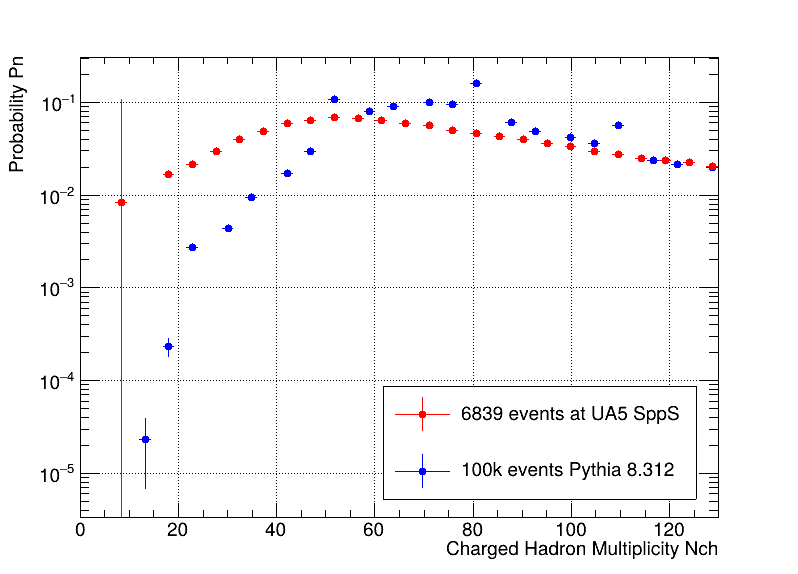 Probability Pn
10⁻¹
10⁻²
10⁻³
10⁻⁴
10⁻⁵
6839 events at UA5 SppS
100k events Pythia 8.312
0 20 40 60 80 100 120
Charged Hadron Multiplicity Nch